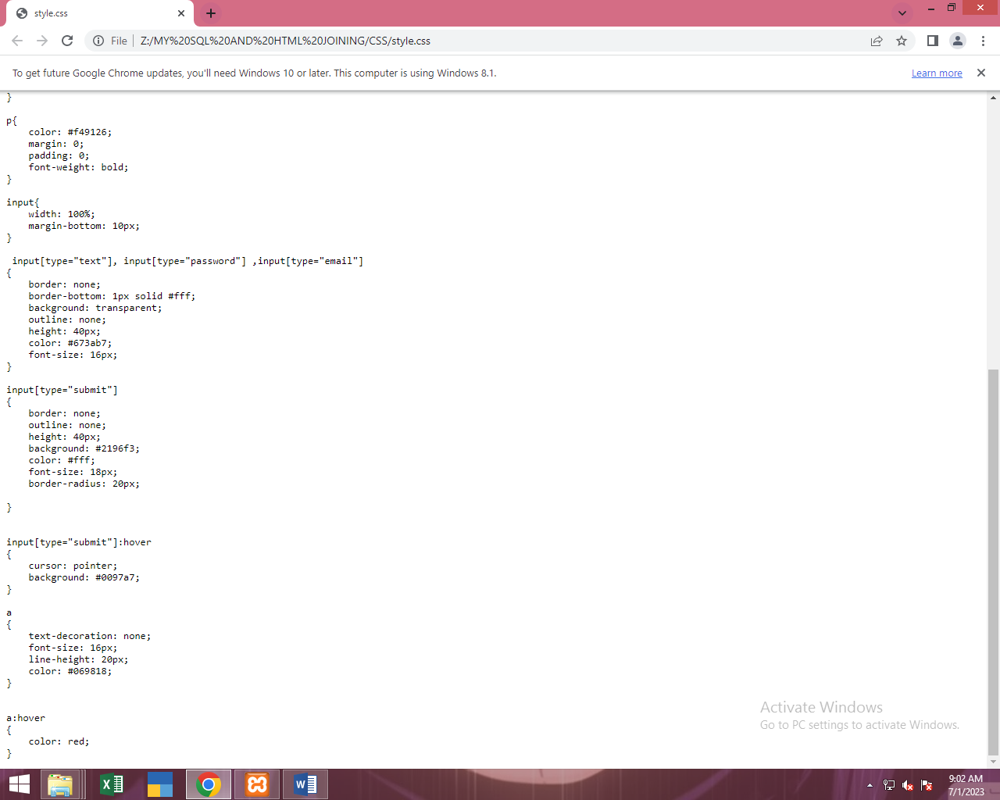 style.css
File
Z:/MY%20SQL%20AND%20HTML%20JOINING/CSS/style.css
To get future Google Chrome updates, you'll need Windows 10 or later. This computer is using Windows 8.1.
Learn more
}
p{
    color: #f49126;
    margin: 0;
    padding: 0;
    font-weight: bold;
}
input{
    width: 100%;
    margin-bottom: 10px;
}
 input[type="text"], input[type="password"] ,input[type="email"]
{
    border: none;
    border-bottom: 1px solid #fff;
    background: transparent;
    outline: none;
    height: 40px;
    color: #673ab7;
    font-size: 16px;
}
input[type="submit"]
{
    border: none;
    outline: none;
    height: 40px;
    background: #2196f3;
    color: #fff;
    font-size: 18px;
    border-radius: 20px;
}
input[type="submit"]:hover
{
    cursor: pointer;
    background: #0097a7;
}
a
{
    text-decoration: none;
    font-size: 16px;
    line-height: 20px;
    color: #069818;
}
a:hover
{
    color: red;
}
Activate Windows
Go to PC settings to activate Windows.
9:02 AM
7/1/2023